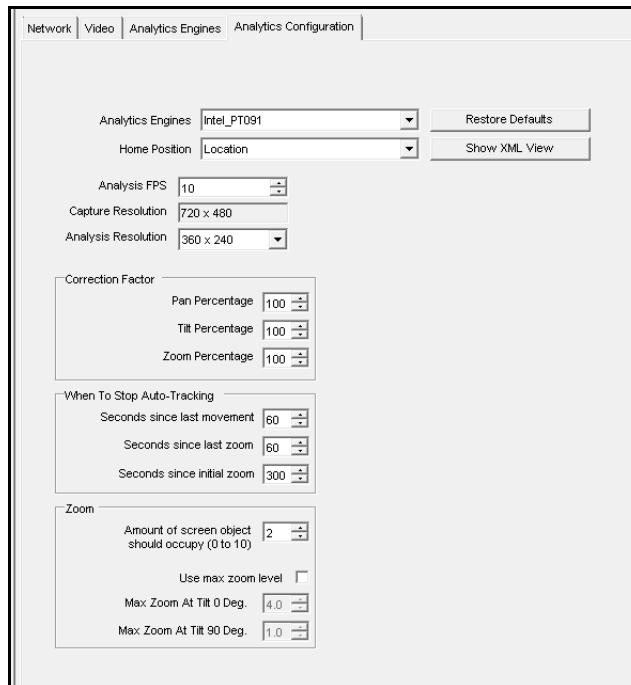 Network Video Analytics Engines Analytics Configuration
Analytics Engines Intel_PT091 Restore Defaults
Home Position Location Show XML View
Analysis FPS 10
Capture Resolution 720 x 480
Analysis Resolution 360 x 240
Correction Factor
Pan Percentage 100
Tilt Percentage 100
Zoom Percentage 100
When To Stop Auto-Tracking
Seconds since last movement 60
Seconds since last zoom 60
Seconds since initial zoom 300
Zoom
Amount of screen object 2
should occupy (0 to 10)
Use max zoom level
Max Zoom At Tilt 0 Deg. 4.0
Max Zoom At Tilt 90 Deg. 1.0